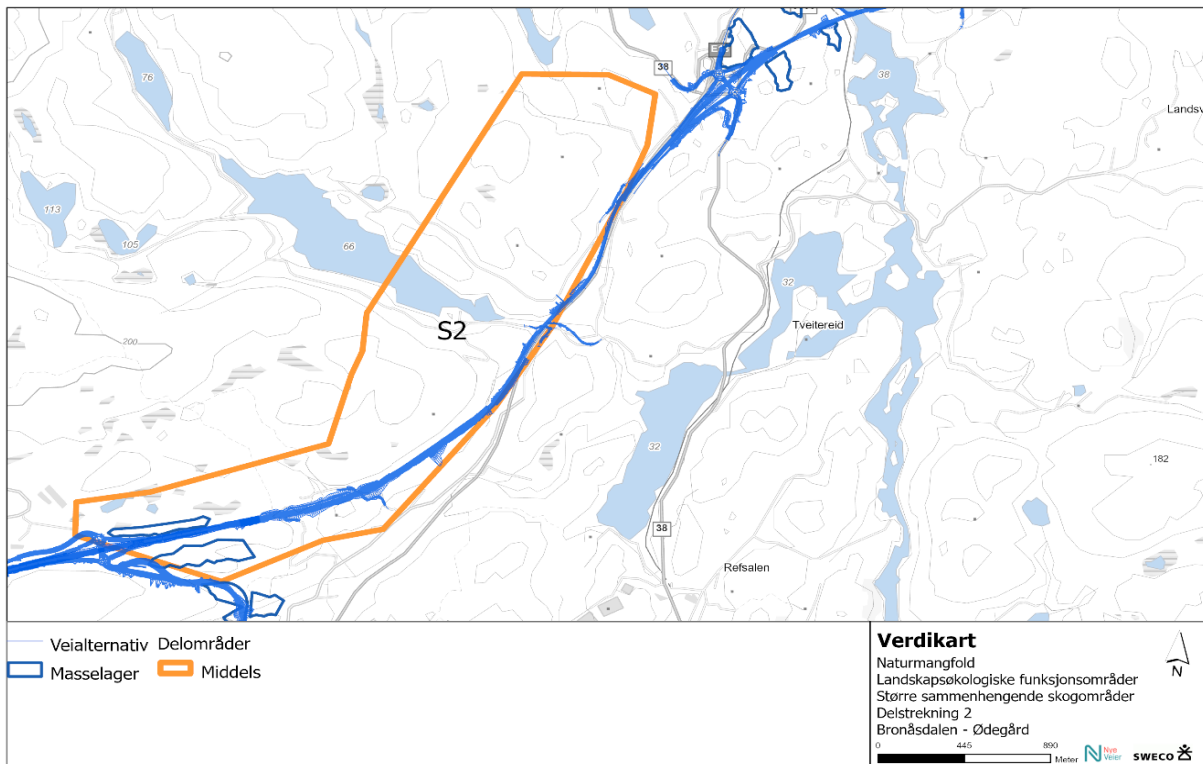 76
38
38
Landsv
113
105
66
32
Tveitereid
S2
200
32
182
38
Refsalen
Veialternativ
Delområder
Masselager
Middels
Verdikart
Naturmangfold
Landskapsøkologiske funksjonsområder
Større sammenhengende skogområder
Delstrekning 2
Bronåsdalen - Ødegård
N
0 445 890
Meter
Nye
Veier
SWECO